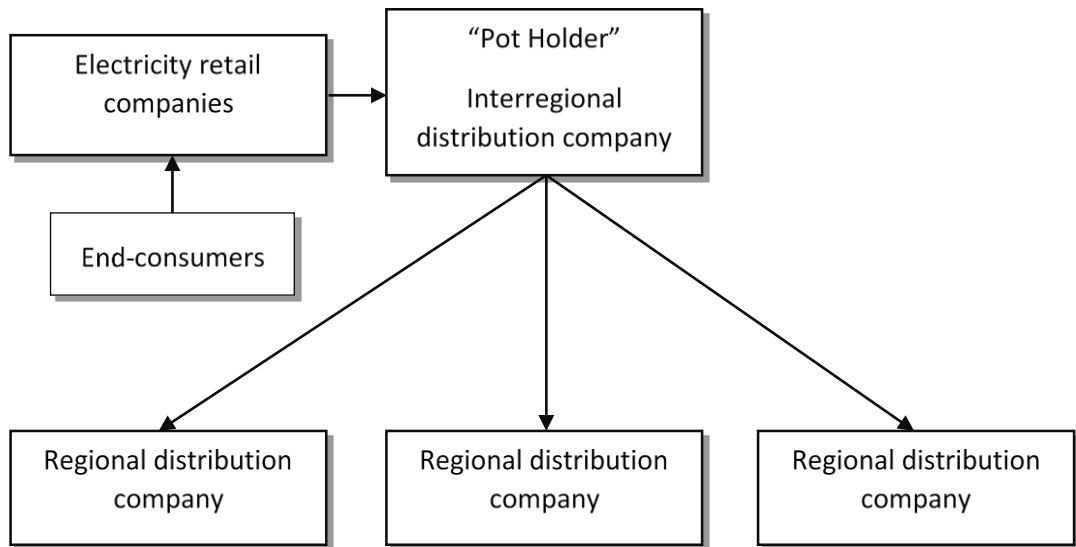 “Pot Holder”
Electricity retail
companies
Interregional
distribution company
End-consumers
Regional distribution
company
Regional distribution
company
Regional distribution
company